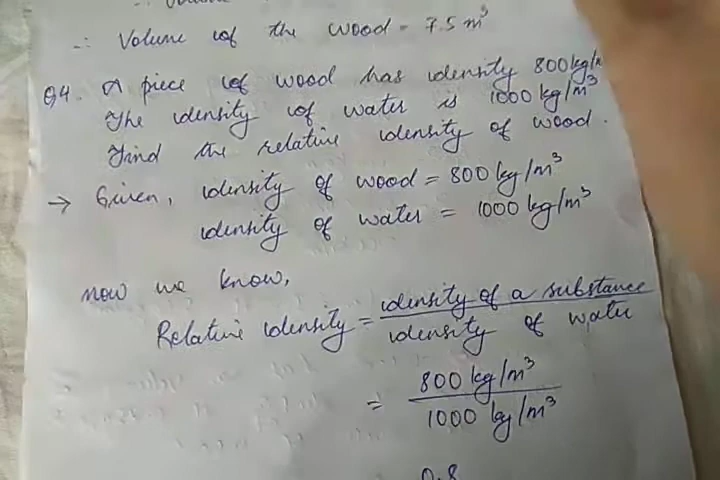 ∴ Volume of the wood = 7.5 m³
Q4. A piece of wood has density 800 kg/
The density of water is 1000 kg/m³
Find the relative density of wood.
→ Given, density of wood = 800 kg/m³
density of water = 1000 kg/m³
Now we know,
Relative density = density of a substance
density of water
= 800 kg/m³
1000 kg/m³
0.8